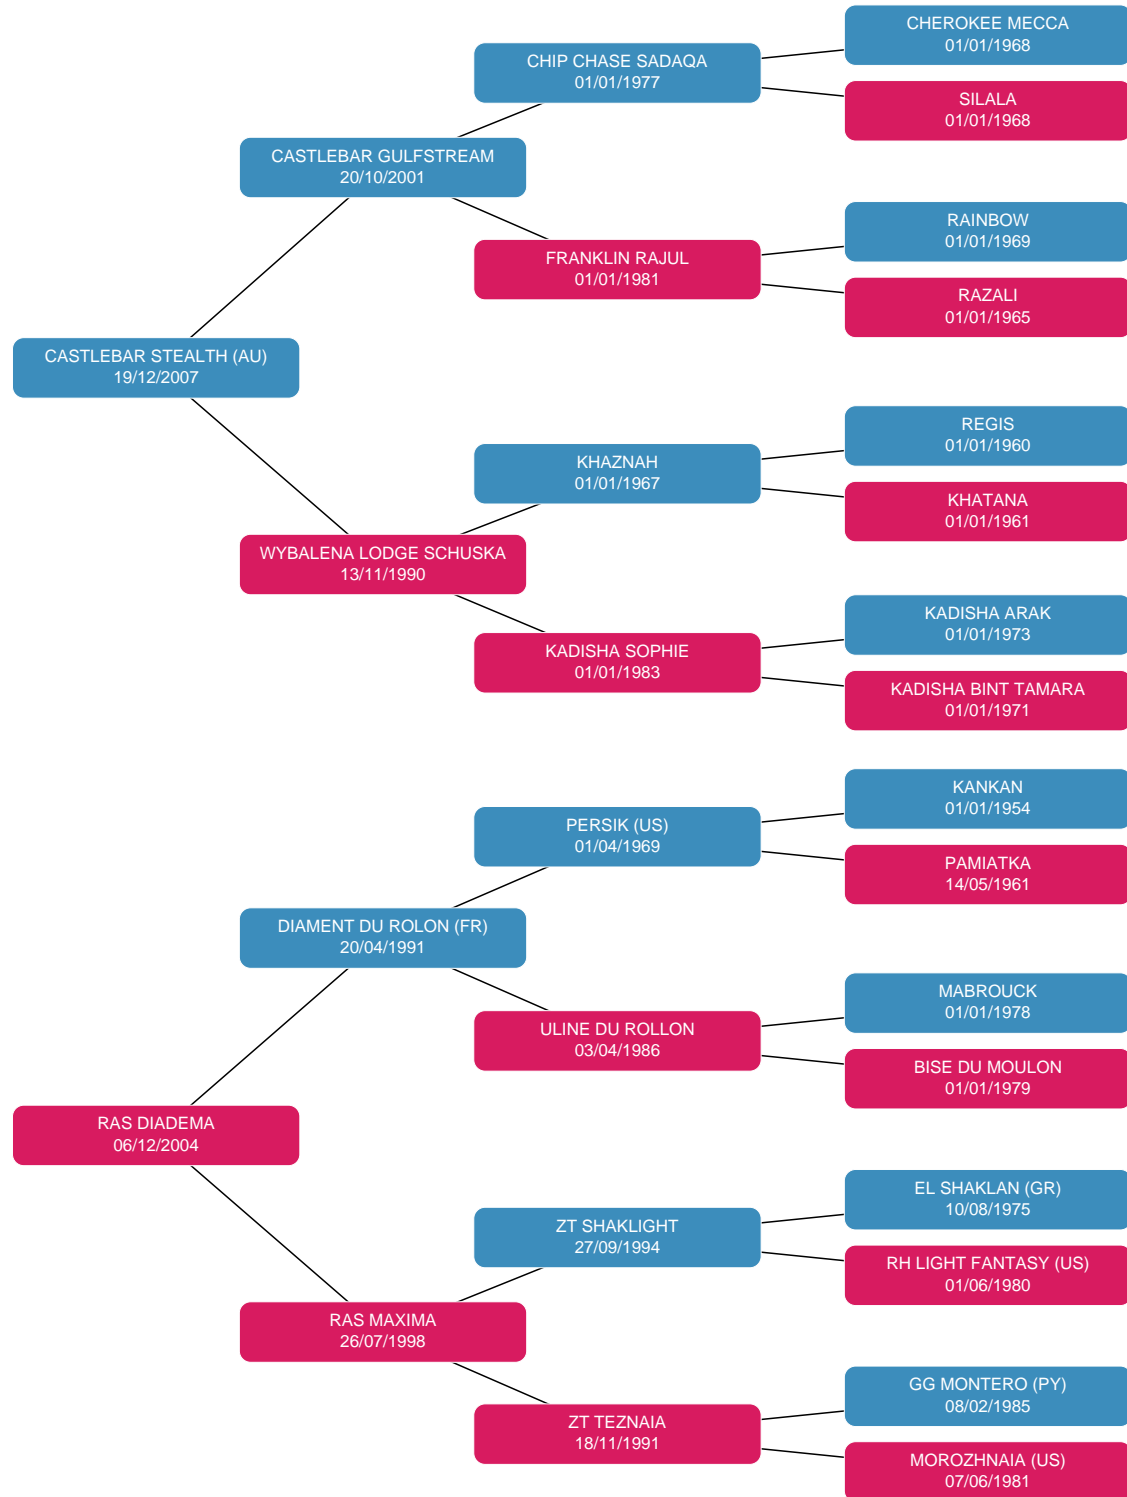 CHEROKEE MECCA
01/01/1968
CHIP CHASE SADAQA
01/01/1977
SILALA
01/01/1968
CASTLEBAR GULFSTREAM
20/10/2001
RAINBOW
01/01/1969
FRANKLIN RAJUL
01/01/1981
RAZALI
01/01/1965
CASTLEBAR STEALTH (AU)
19/12/2007
REGIS
01/01/1960
KHAZNAH
01/01/1967
KHATANA
01/01/1961
WYBALENA LODGE SCHUSKA
13/11/1990
KADISHA ARAK
01/01/1973
KADISHA SOPHIE
01/01/1983
KADISHA BINT TAMARA
01/01/1971
KANKAN
01/01/1954
PERSIK (US)
01/04/1969
PAMIATKA
14/05/1961
DIAMENT DU ROLON (FR)
20/04/1991
MABROUCK
01/01/1978
ULINE DU ROLLON
03/04/1986
BISE DU MOULON
01/01/1979
RAS DIADEMA
06/12/2004
EL SHAKLAN (GR)
10/08/1975
ZT SHAKLIGHT
27/09/1994
RH LIGHT FANTASY (US)
01/06/1980
RAS MAXIMA
26/07/1998
GG MONTERO (PY)
08/02/1985
ZT TEZNAIA
18/11/1991
MOROZHNAIA (US)
07/06/1981